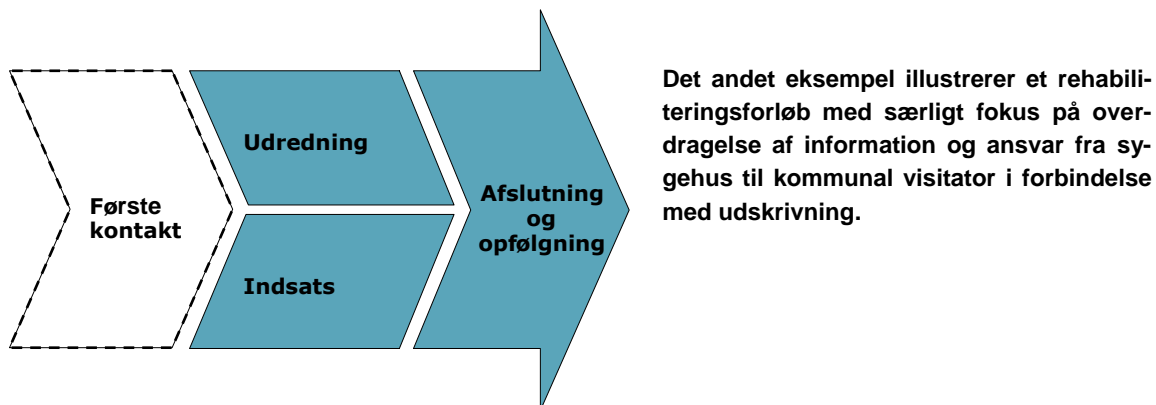 Første
kontakt
Udredning
Indsats
Afslutning
og
opfølgning
Det andet eksempel illustrerer et rehabili-
teringsforløb med særligt fokus på over-
dragelse af information og ansvar fra sy-
gehus til kommunal visitator i forbindelse
med udskrivning.